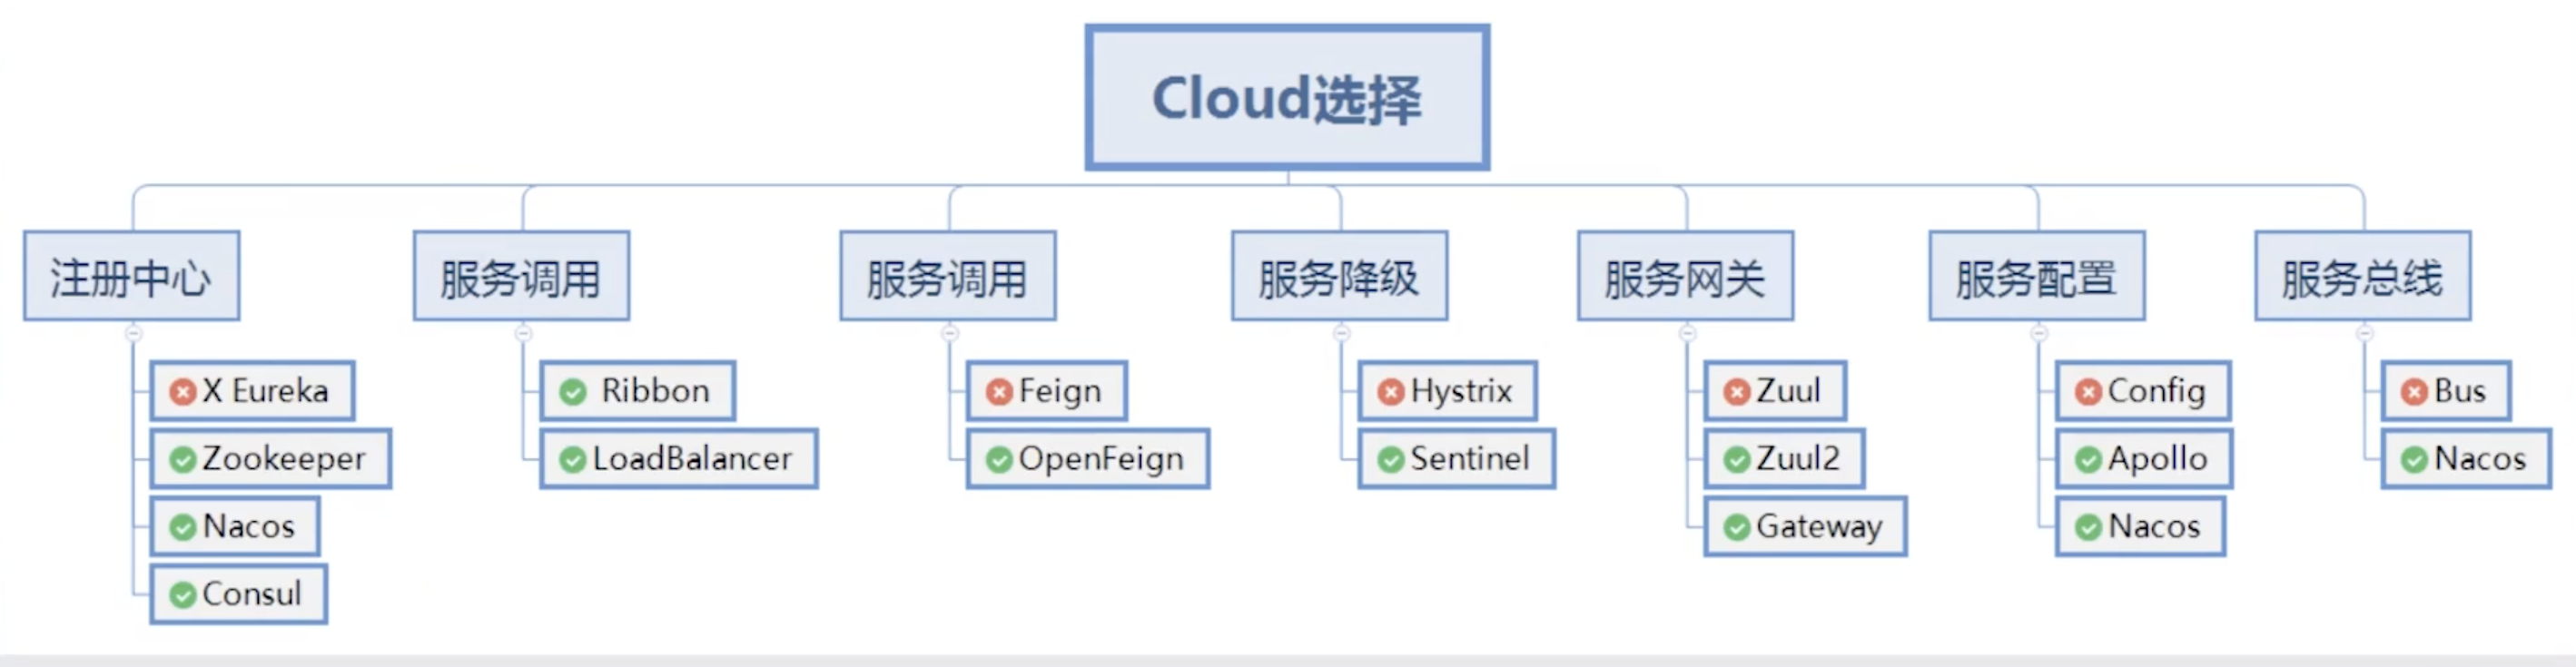 Cloud选择
注册中心
X Eureka
Zookeeper
Nacos
Consul
服务调用
Ribbon
LoadBalancer
服务调用
Feign
OpenFeign
服务降级
Hystrix
Sentinel
服务网关
Zuul
Zuul2
Gateway
服务配置
Config
Apollo
Nacos
服务总线
Bus
Nacos